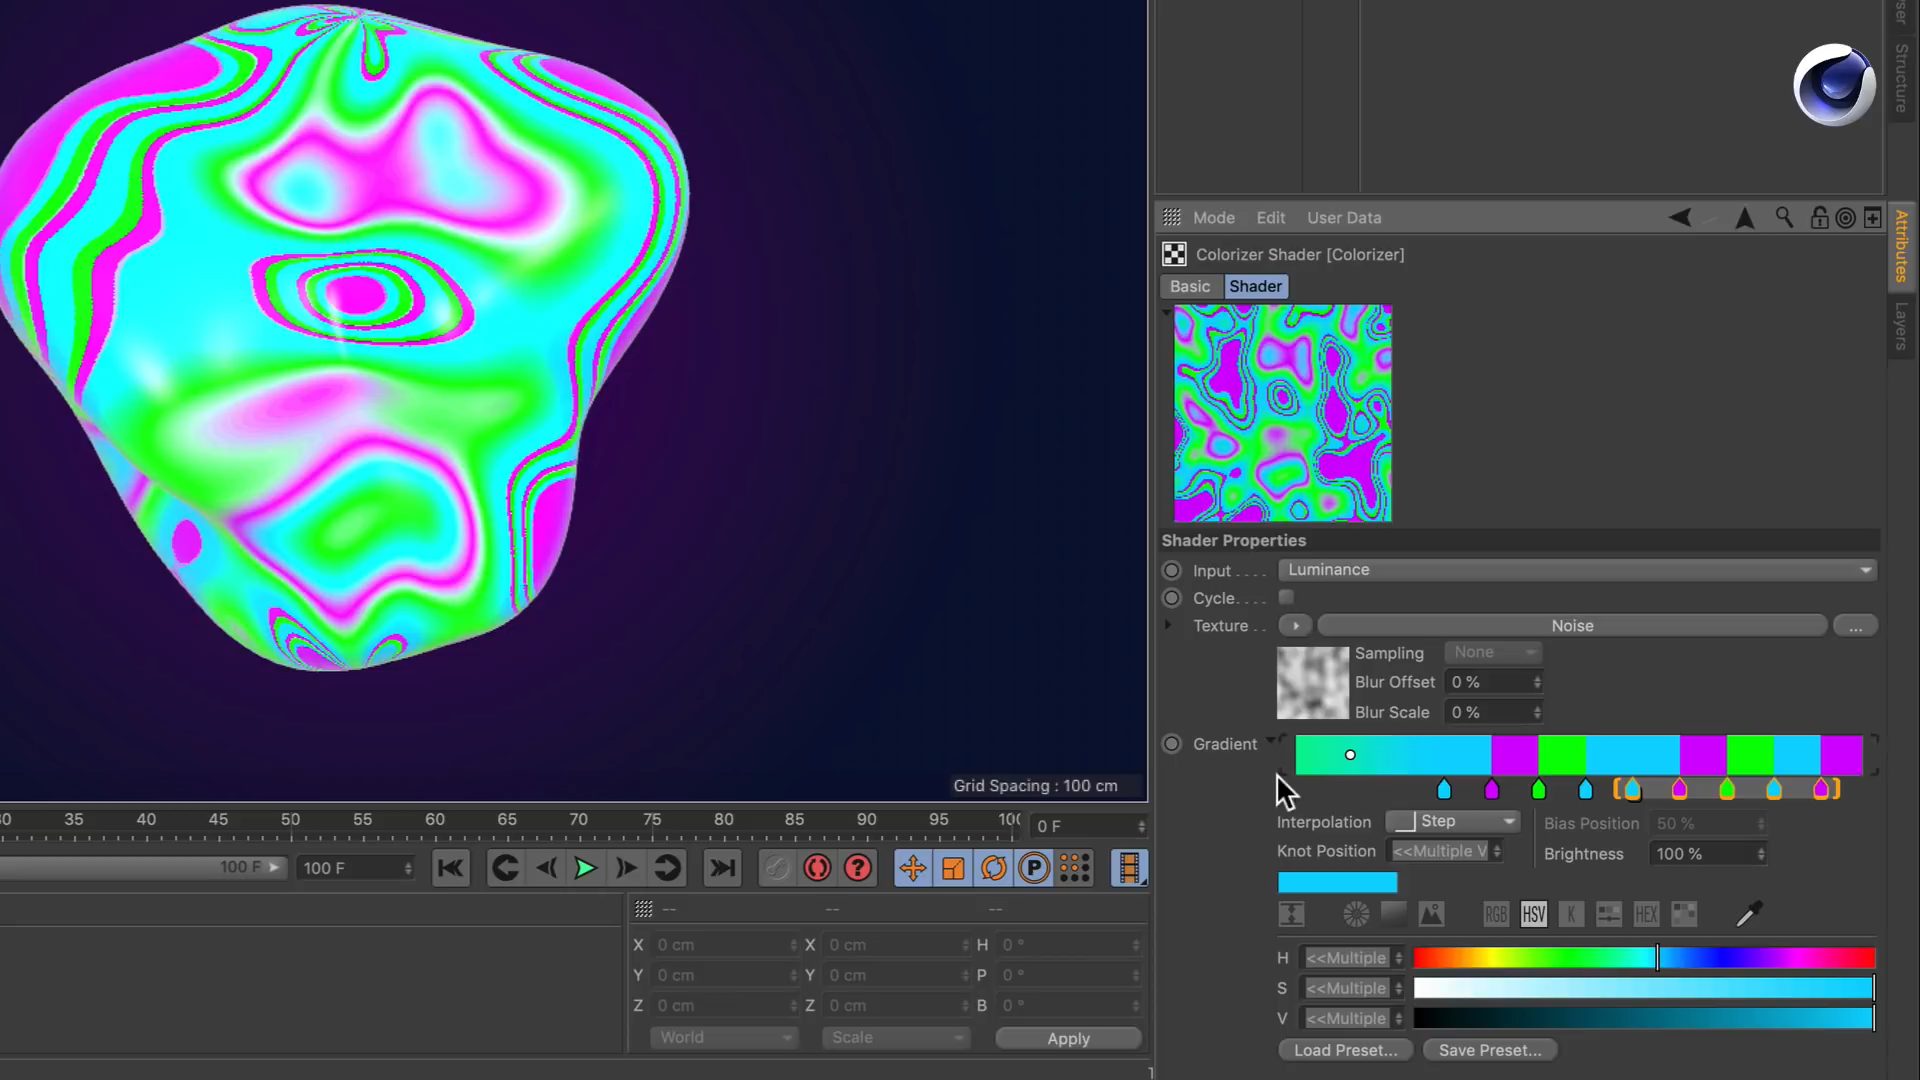 Structure
Attributes
Layers
Mode Edit User Data
Colorizer Shader [Colorizer]
Basic Shader
Shader Properties
Input . . . . Luminance
Cycle. . . .
Texture . . Noise ...
Sampling None
Blur Offset 0 %
Blur Scale 0 %
Gradient
Grid Spacing : 100 cm
Interpolation Step Bias Position 50 %
Knot Position <<Multiple V Brightness 100 %
RGB HSV K HEX
H <<Multiple
S <<Multiple
V <<Multiple
Load Preset... Save Preset...
30 35 40 45 50 55 60 65 70 75 80 85 90 95 100 0 F
100 F 100 F
? P
-- -- --
X 0 cm X 0 cm H 0 °
Y 0 cm Y 0 cm P 0 °
Z 0 cm Z 0 cm B 0 °
World Scale Apply